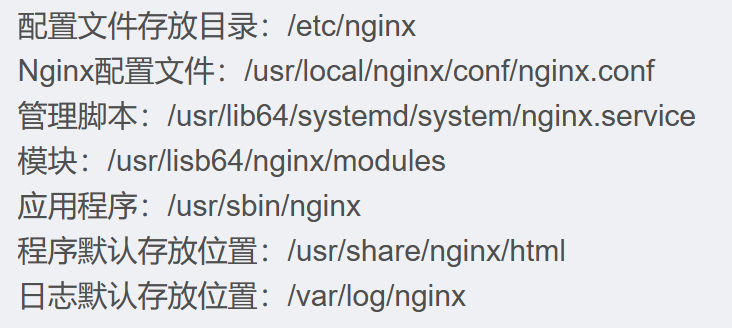 配置文件存放目录：/etc/nginx
Nginx配置文件：/usr/local/nginx/conf/nginx.conf
管理脚本：/usr/lib64/systemd/system/nginx.service
模块：/usr/lisb64/nginx/modules
应用程序：/usr/sbin/nginx
程序默认存放位置：/usr/share/nginx/html
日志默认存放位置：/var/log/nginx